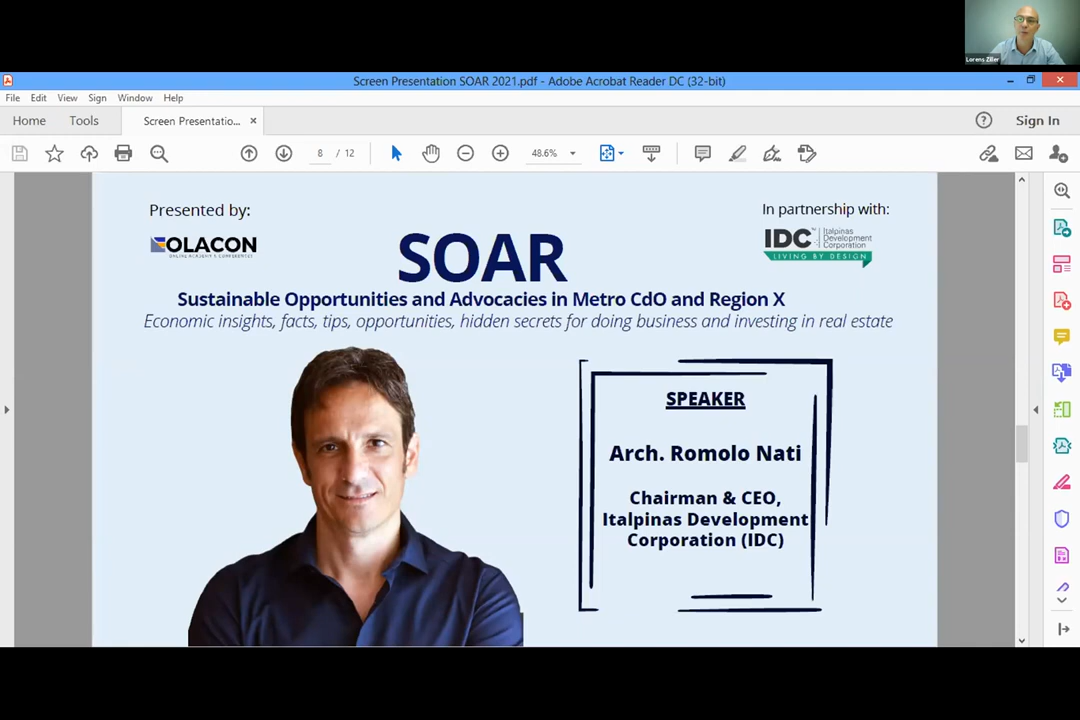 Lorens Ziller
Screen Presentation SOAR 2021.pdf - Adobe Acrobat Reader DC (32-bit)
File Edit View Sign Window Help
Home Tools Screen Presentatio... × Sign In
8 / 12 48.6%
Presented by:
OLACON
ONLINE ACADEMY & CONFERENCES
In partnership with:
IDC Italpinas
Development
Corporation
LIVING BY DESIGN
SOAR
Sustainable Opportunities and Advocacies in Metro CdO and Region X
Economic insights, facts, tips, opportunities, hidden secrets for doing business and investing in real estate
SPEAKER
Arch. Romolo Nati
Chairman & CEO,
Italpinas Development
Corporation (IDC)